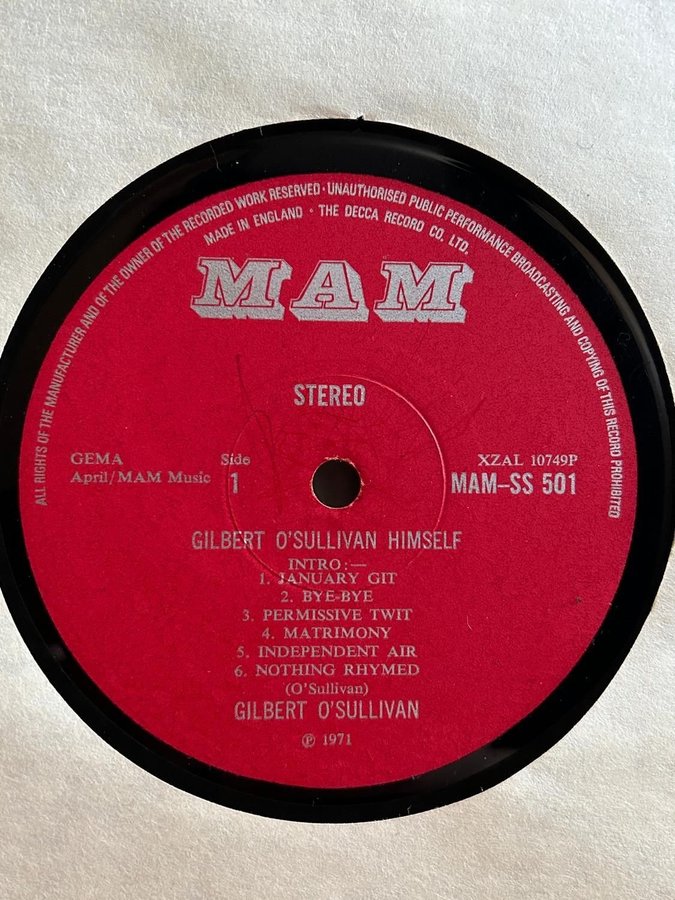 ALL RIGHTS OF THE MANUFACTURER AND OF THE OWNER OF THE RECORDED WORK RESERVED · UNAUTHORISED PUBLIC PERFORMANCE BROADCASTING AND COPYING OF THIS RECORD PROHIBITED
MADE IN ENGLAND · THE DECCA RECORD CO. LTD.
MAM
STEREO
GEMA Side XZAL 10749P
April/MAM Music 1 MAM–SS 501
GILBERT O'SULLIVAN HIMSELF
INTRO:—
1. JANUARY GIT
2. BYE-BYE
3. PERMISSIVE TWIT
4. MATRIMONY
5. INDEPENDENT AIR
6. NOTHING RHYMED
(O'Sullivan)
GILBERT O'SULLIVAN
℗ 1971